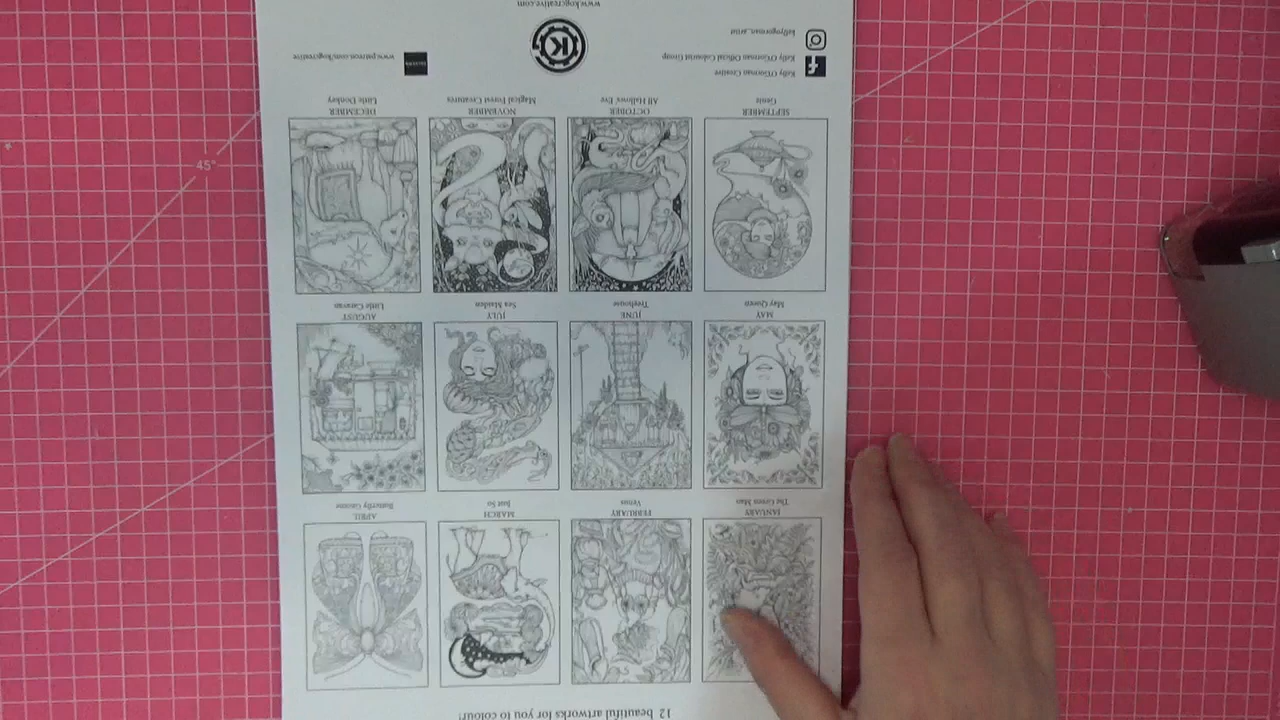 12 beautiful artworks for you to colour!
JANUARY
The Green Man
FEBRUARY
Venus
MARCH
Just So
APRIL
Butterfly Gnome
MAY
May Queen
JUNE
Treehouse
JULY
Sea Maiden
AUGUST
Little Caravan
SEPTEMBER
Genie
OCTOBER
All Hallows' Eve
NOVEMBER
Magical Forest Creatures
DECEMBER
Little Donkey
Kelly O'Gorman Creative
Kelly O'Gorman Official Colourist Group
kellyogorman_artist
K
www.patreon.com/kogcreative
www.kogcreative.com
45°